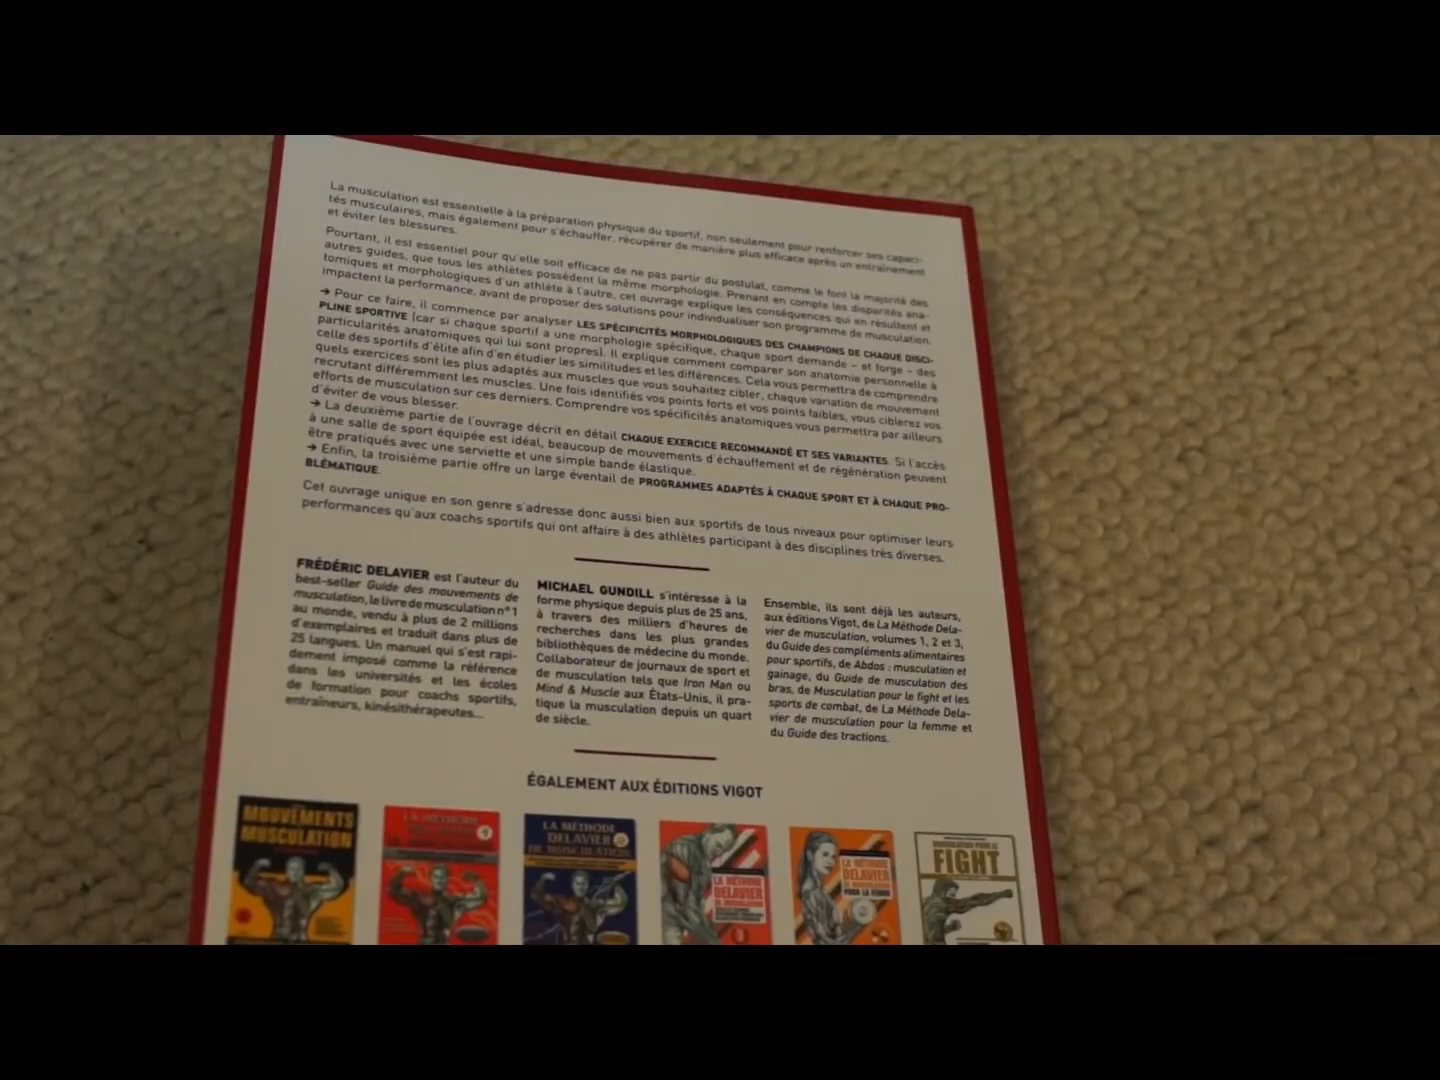 La musculation est essentielle à la préparation physique du sportif, non seulement pour renforcer ses capaci-
tés musculaires, mais également pour s'échauffer, récupérer de manière plus efficace après un entraînement
et éviter les blessures.
Pourtant, il est essentiel pour qu'elle soit efficace de ne pas partir du postulat, comme le font la majorité des
autres guides, que tous les athlètes possèdent la même morphologie. Prenant en compte les disparités ana-
tomiques et morphologiques d'un athlète à l'autre, cet ouvrage explique les conséquences qui en résultent et
impactent la performance, avant de proposer des solutions pour individualiser son programme de musculation.
→ Pour ce faire, il commence par analyser LES SPÉCIFICITÉS MORPHOLOGIQUES DES CHAMPIONS DE CHAQUE DISCI-
PLINE SPORTIVE (car si chaque sportif a une morphologie spécifique, chaque sport demande – et forge – des
particularités anatomiques qui lui sont propres). Il explique comment comparer son anatomie personnelle à
celle des sportifs d'élite afin d'en étudier les similitudes et les différences. Cela vous permettra de comprendre
quels exercices sont les plus adaptés aux muscles que vous souhaitez cibler, chaque variation de mouvement
recrutant différemment les muscles. Une fois identifiés vos points forts et vos points faibles, vous ciblerez vos
efforts de musculation sur ces derniers. Comprendre vos spécificités anatomiques vous permettra par ailleurs
d'éviter de vous blesser.
→ La deuxième partie de l'ouvrage décrit en détail CHAQUE EXERCICE RECOMMANDÉ ET SES VARIANTES. Si l'accès
à une salle de sport équipée est idéal, beaucoup de mouvements d'échauffement et de régénération peuvent
être pratiqués avec une serviette et une simple bande élastique.
→ Enfin, la troisième partie offre un large éventail de PROGRAMMES ADAPTÉS À CHAQUE SPORT ET À CHAQUE PRO-
BLÉMATIQUE.
Cet ouvrage unique en son genre s'adresse donc aussi bien aux sportifs de tous niveaux pour optimiser leurs
performances qu'aux coachs sportifs qui ont affaire à des athlètes participant à des disciplines très diverses.
FRÉDÉRIC DELAVIER est l'auteur du
best-seller Guide des mouvements de
musculation, le livre de musculation n° 1
au monde, vendu à plus de 2 millions
d'exemplaires et traduit dans plus de
25 langues. Un manuel qui s'est rapi-
dement imposé comme la référence
dans les universités et les écoles
de formation pour coachs sportifs,
entraîneurs, kinésithérapeutes...
MICHAEL GUNDILL s'intéresse à la
forme physique depuis plus de 25 ans,
à travers des milliers d'heures de
recherches dans les plus grandes
bibliothèques de médecine du monde.
Collaborateur de journaux de sport et
de musculation tels que Iron Man ou
Mind & Muscle aux États-Unis, il pra-
tique la musculation depuis un quart
de siècle.
Ensemble, ils sont déjà les auteurs,
aux éditions Vigot, de La Méthode Dela-
vier de musculation, volumes 1, 2 et 3,
du Guide des compléments alimentaires
pour sportifs, de Abdos : musculation et
gainage, du Guide de musculation des
bras, de Musculation pour le fight et les
sports de combat, de La Méthode Dela-
vier de musculation pour la femme et
du Guide des tractions.
ÉGALEMENT AUX ÉDITIONS VIGOT
MOUVEMENTS
MUSCULATION
LA MÉTHODE
LA MÉTHODE
DELAVIER
DE MUSCULATION
LA MÉTHODE
DELAVIER
DE MUSCULATION
3
LA MÉTHODE
DELAVIER
DE MUSCULATION
POUR LA FEMME
MUSCULATION POUR LE
FIGHT